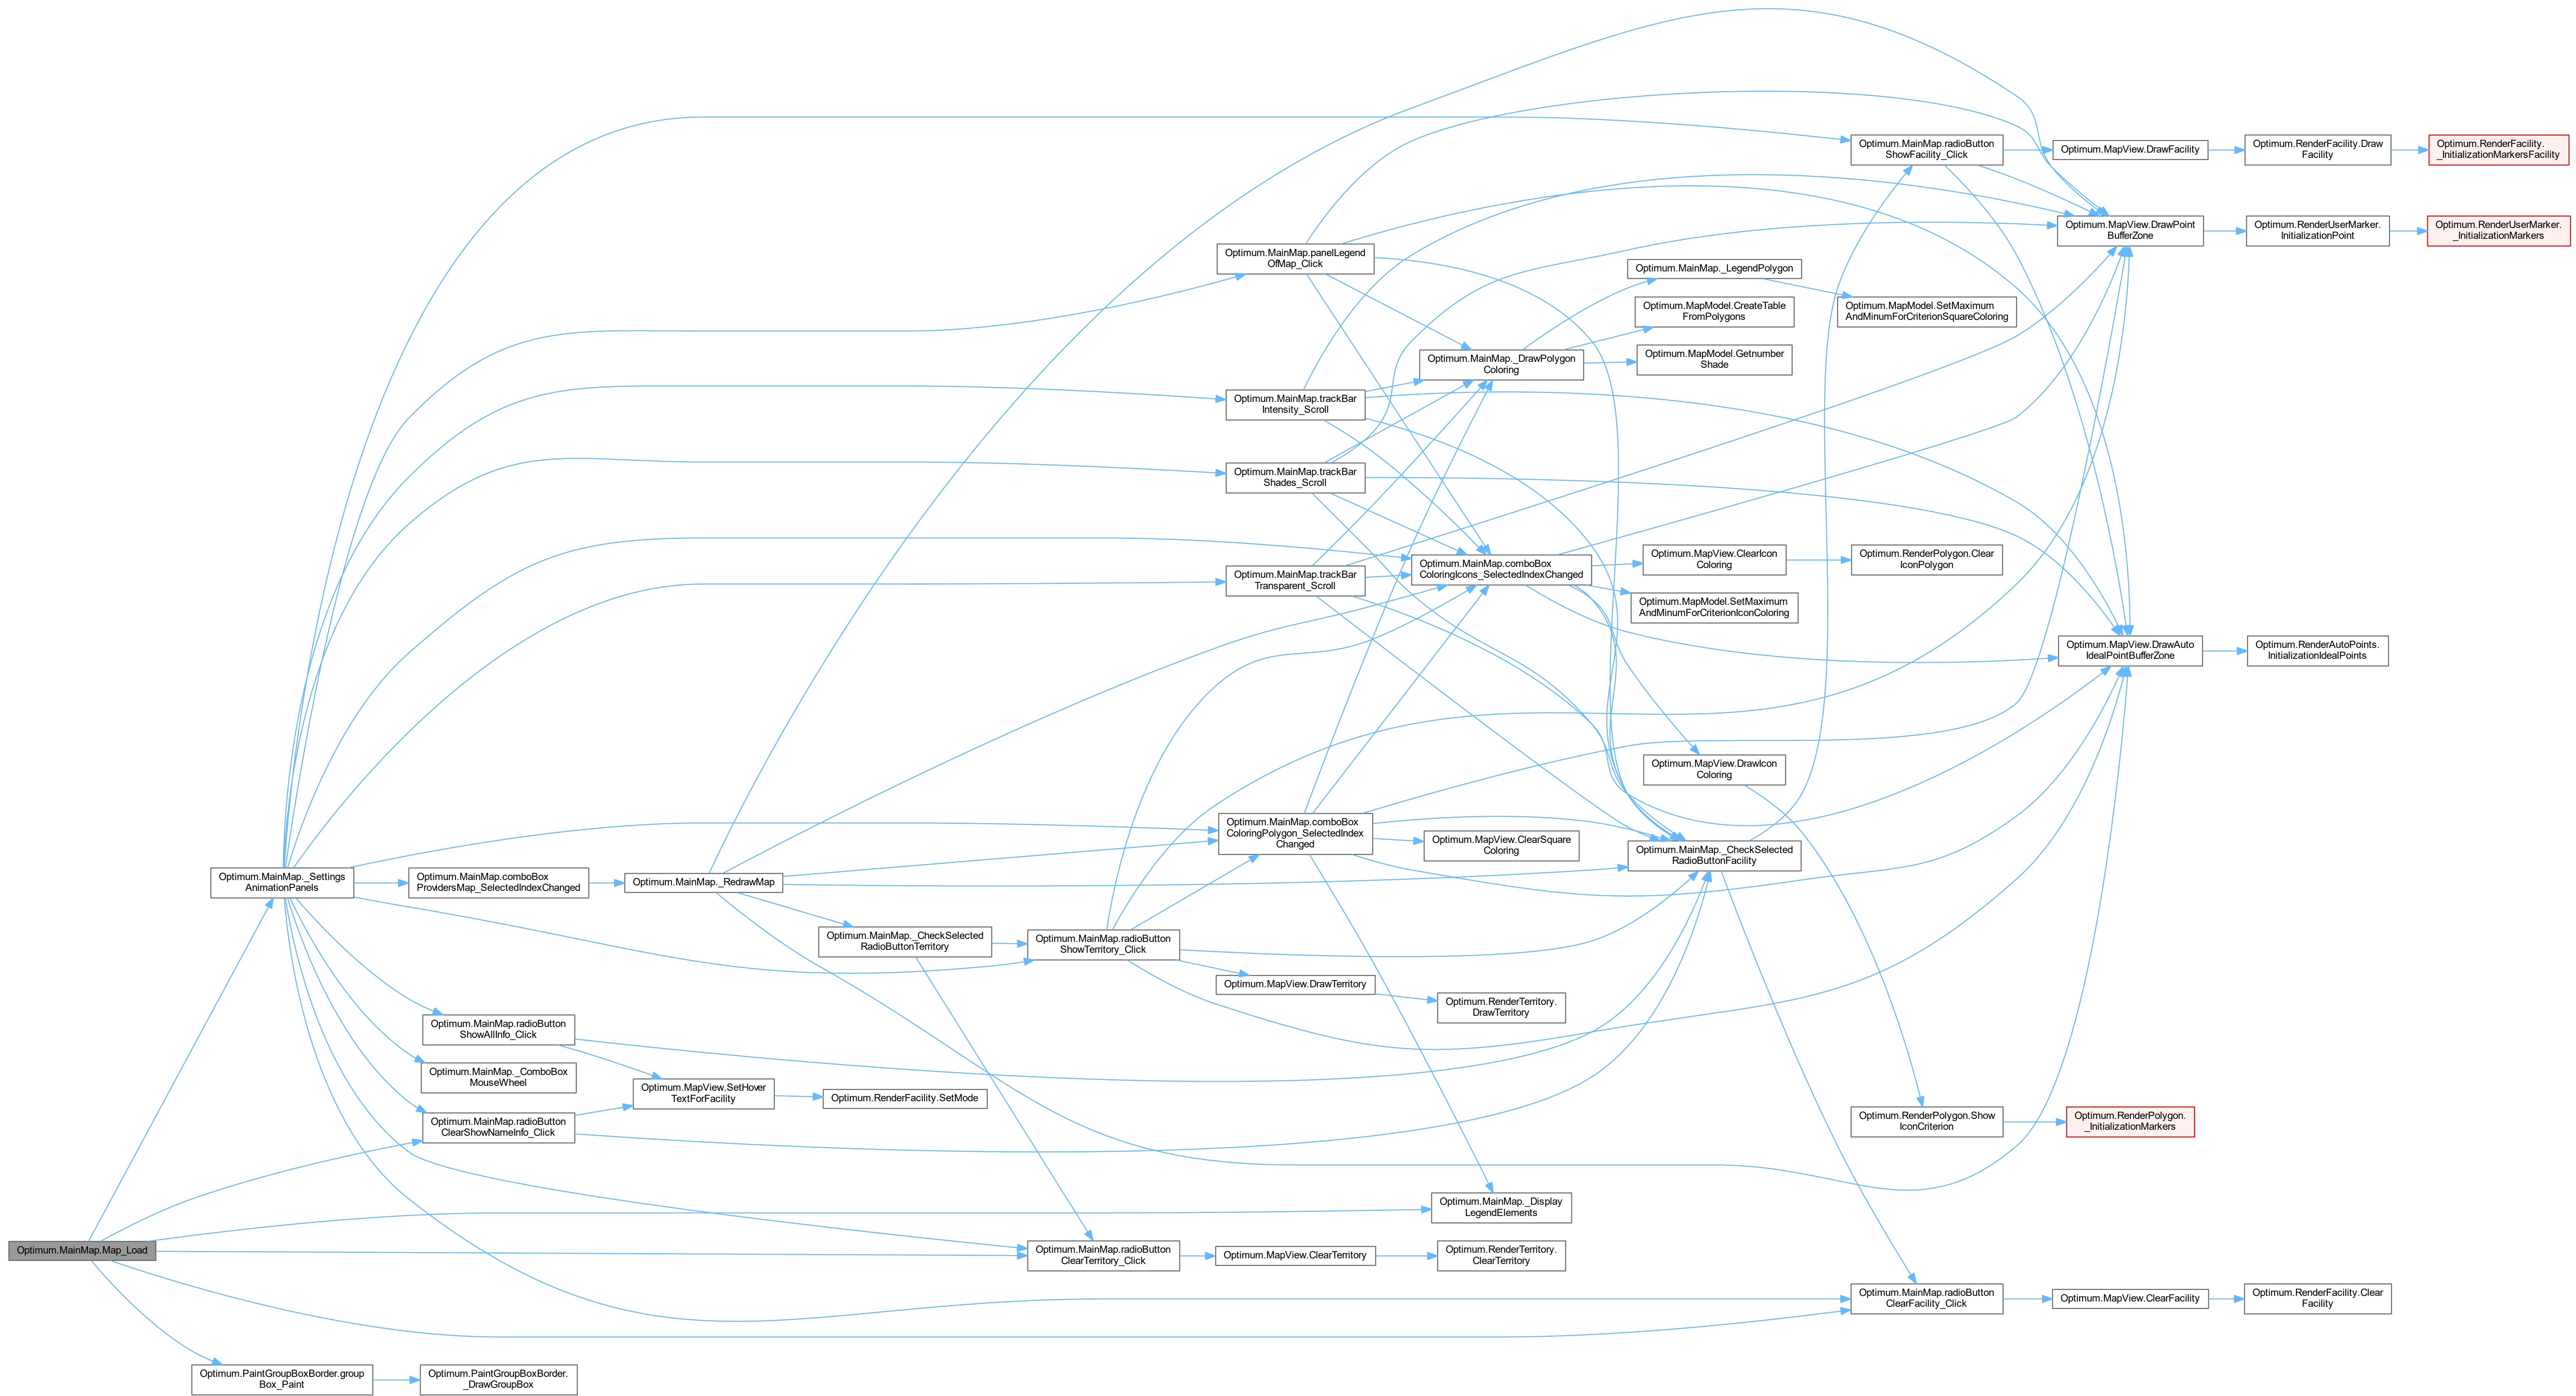 Optimum.MainMap.Map_Load
Optimum.MainMap._Settings
AnimationPanels
Optimum.PaintGroupBoxBorder.group
Box_Paint
Optimum.MainMap.comboBox
ProvidersMap_SelectedIndexChanged
Optimum.MainMap.radioButton
ShowAllInfo_Click
Optimum.MainMap._ComboBox
MouseWheel
Optimum.MainMap.radioButton
ClearShowNameInfo_Click
Optimum.PaintGroupBoxBorder.
_DrawGroupBox
Optimum.MainMap._RedrawMap
Optimum.MapView.SetHover
TextForFacility
Optimum.MainMap._CheckSelected
RadioButtonTerritory
Optimum.RenderFacility.SetMode
Optimum.MainMap.radioButton
ShowTerritory_Click
Optimum.MainMap.radioButton
ClearTerritory_Click
Optimum.MainMap.panelLegend
OfMap_Click
Optimum.MainMap.trackBar
Intensity_Scroll
Optimum.MainMap.trackBar
Shades_Scroll
Optimum.MainMap.trackBar
Transparent_Scroll
Optimum.MainMap.comboBox
ColoringPolygon_SelectedIndex
Changed
Optimum.MapView.DrawTerritory
Optimum.MapView.ClearTerritory
Optimum.MainMap._DrawPolygon
Coloring
Optimum.MainMap.comboBox
ColoringIcons_SelectedIndexChanged
Optimum.MapView.ClearSquare
Coloring
Optimum.RenderTerritory.
DrawTerritory
Optimum.MainMap._Display
LegendElements
Optimum.RenderTerritory.
ClearTerritory
Optimum.MainMap._LegendPolygon
Optimum.MapModel.CreateTable
FromPolygons
Optimum.MapModel.Getnumber
Shade
Optimum.MapView.ClearIcon
Coloring
Optimum.MapModel.SetMaximum
AndMinumForCriterionIconColoring
Optimum.MapView.DrawIcon
Coloring
Optimum.MainMap._CheckSelected
RadioButtonFacility
Optimum.MainMap.radioButton
ShowFacility_Click
Optimum.MapModel.SetMaximum
AndMinumForCriterionSquareColoring
Optimum.RenderPolygon.Clear
IconPolygon
Optimum.RenderPolygon.Show
IconCriterion
Optimum.MainMap.radioButton
ClearFacility_Click
Optimum.MapView.DrawFacility
Optimum.MapView.DrawPoint
BufferZone
Optimum.MapView.DrawAuto
IdealPointBufferZone
Optimum.RenderPolygon.
_InitializationMarkers
Optimum.MapView.ClearFacility
Optimum.RenderFacility.Draw
Facility
Optimum.RenderUserMarker.
InitializationPoint
Optimum.RenderAutoPoints.
InitializationIdealPoints
Optimum.RenderFacility.Clear
Facility
Optimum.RenderFacility.
_InitializationMarkersFacility
Optimum.RenderUserMarker.
_InitializationMarkers